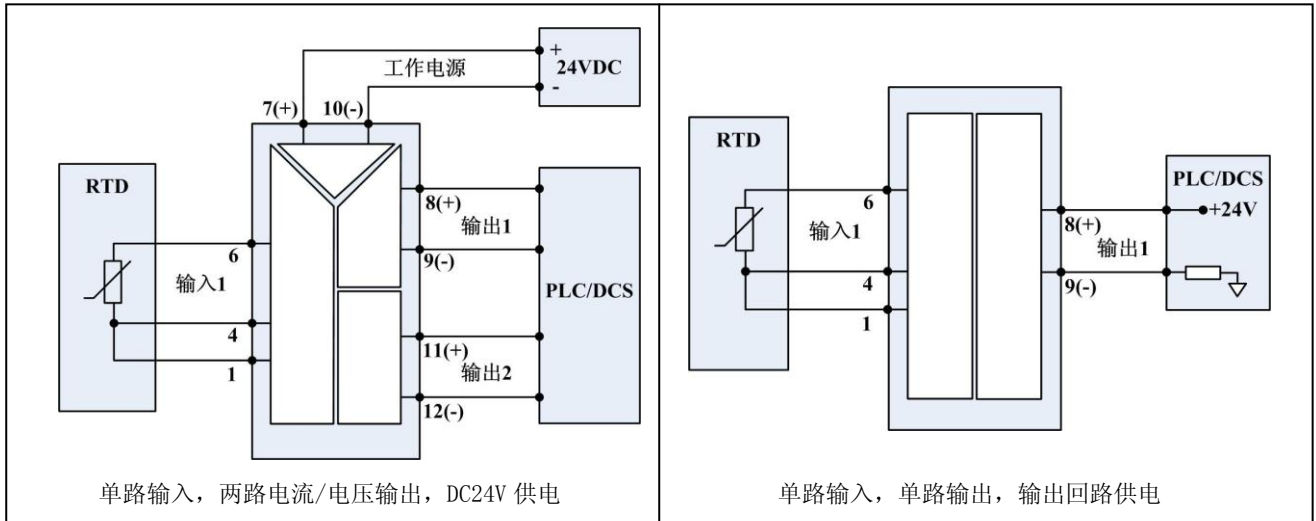 +
24VDC
-
工作电源
7(+)
10(-)
RTD
6
输入1
4
1
8(+)
输出1
9(-)
PLC/DCS
11(+)
输出2
12(-)
单路输入，两路电流/电压输出，DC24V 供电
RTD
6
输入1
4
1
PLC/DCS
+24V
8(+)
输出1
9(-)
单路输入，单路输出，输出回路供电